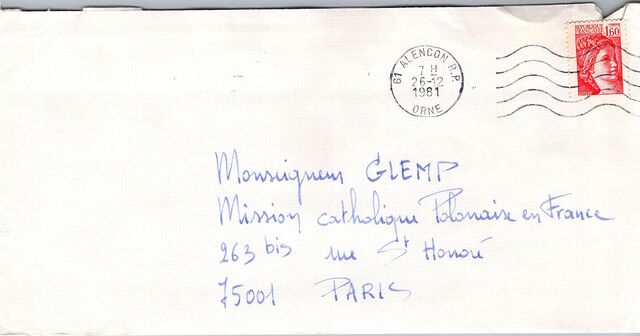 1,60
61 ALENCON R.P.
7 H
26-12
1981
ORNE
Monseigneur GLEMP
Mission catholique Polonaise en France
263 bis rue St Honoré
75001 PARIS